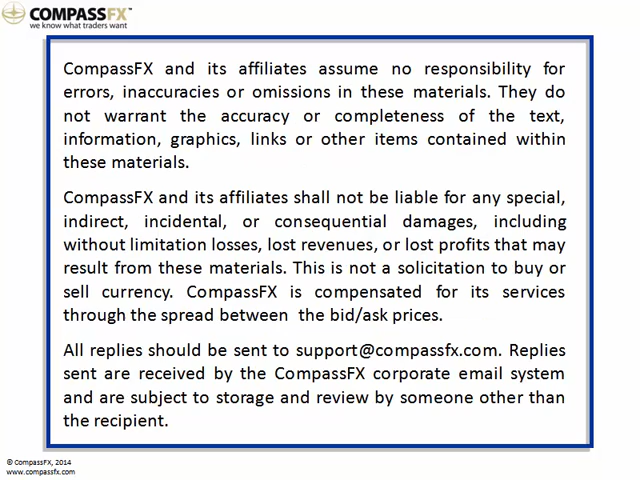 COMPASSFX™
we know what traders want
CompassFX and its affiliates assume no responsibility for
errors, inaccuracies or omissions in these materials. They do
not warrant the accuracy or completeness of the text,
information, graphics, links or other items contained within
these materials.
CompassFX and its affiliates shall not be liable for any special,
indirect, incidental, or consequential damages, including
without limitation losses, lost revenues, or lost profits that may
result from these materials. This is not a solicitation to buy or
sell currency. CompassFX is compensated for its services
through the spread between the bid/ask prices.
All replies should be sent to support@compassfx.com. Replies
sent are received by the CompassFX corporate email system
and are subject to storage and review by someone other than
the recipient.
© CompassFX, 2014
www.compassfx.com